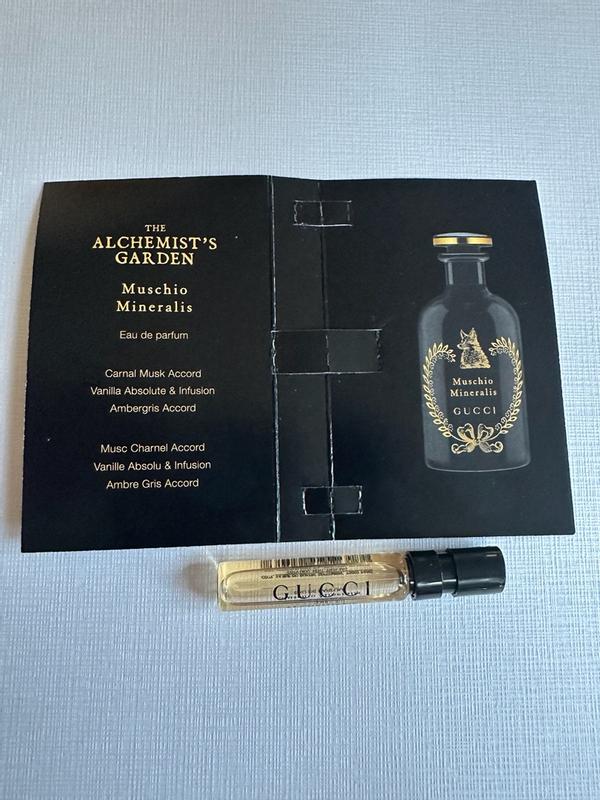 THE
ALCHEMIST'S
GARDEN
Muschio
Mineralis
Eau de parfum
Carnal Musk Accord
Vanilla Absolute & Infusion
Ambergris Accord
Musc Charnel Accord
Vanille Absolu & Infusion
Ambre Gris Accord
Muschio
Mineralis
GUCCI
GUCCI